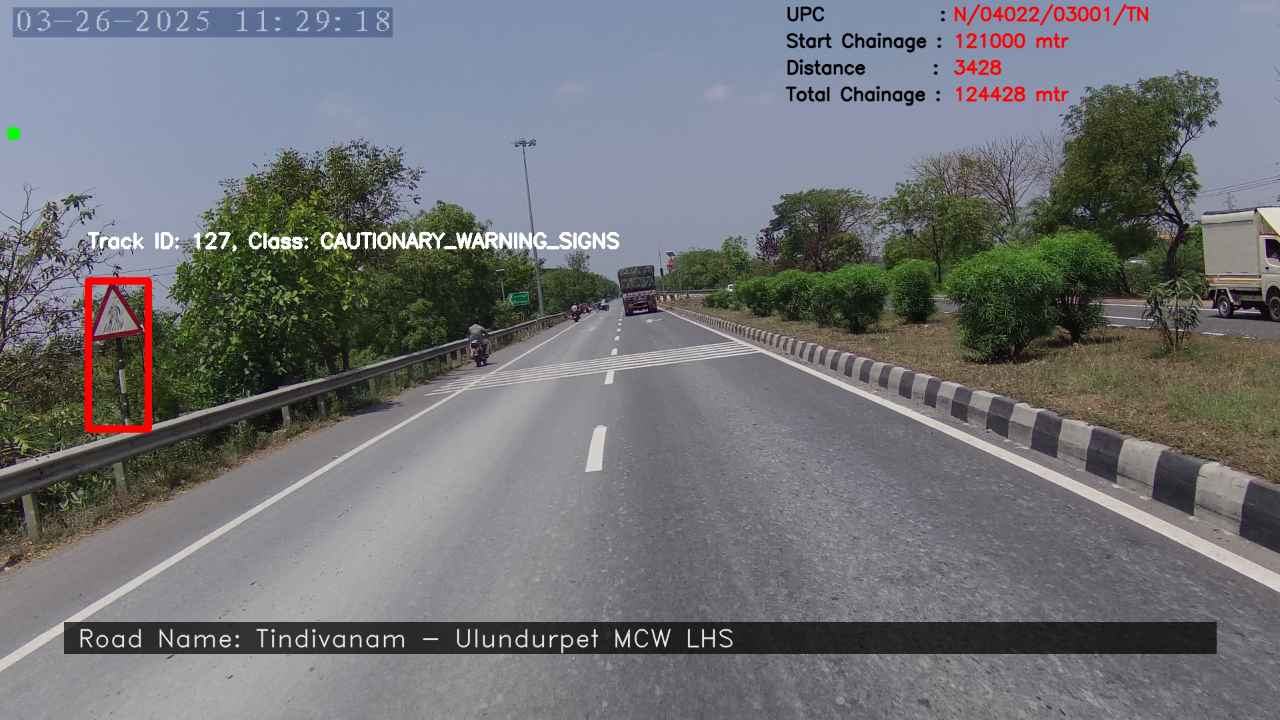 03-26-2025 11:29:18
UPC : N/04022/03001/TN
Start Chainage : 121000 mtr
Distance : 3428
Total Chainage : 124428 mtr
Track ID: 127, Class: CAUTIONARY_WARNING_SIGNS
Road Name: Tindivanam - Ulundurpet MCW LHS